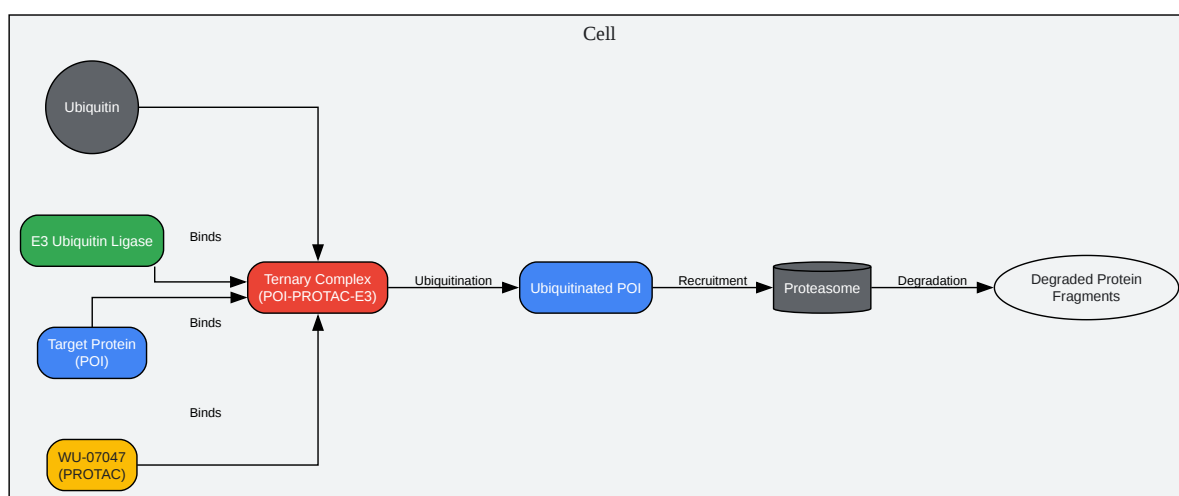 Cell
Ubiquitin
E3 Ubiquitin Ligase
Binds
Ternary Complex
(POI-PROTAC-E3)
Ubiquitination
Ubiquitinated POI
Recruitment
Proteasome
Degradation
Degraded Protein
Fragments
Binds
Target Protein
(POI)
Binds
WU-07047
(PROTAC)